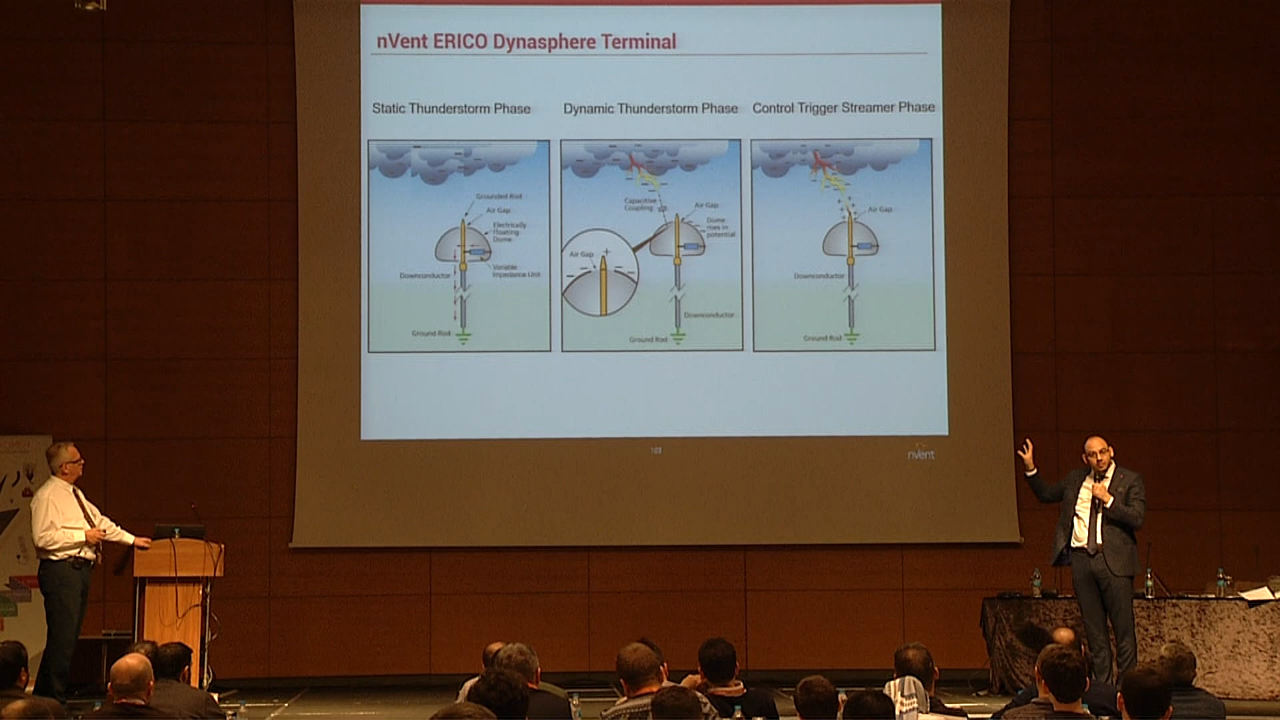 nVent ERICO Dynasphere Terminal
Static Thunderstorm Phase
Dynamic Thunderstorm Phase
Control Trigger Streamer Phase
Grounded Rod
Air Gap
Electrically
Floating
Dome
Variable
Impedance Unit
Downconductor
Ground Rod
Capacitive
Coupling
Air Gap
Dome
rises in
potential
Air Gap
Downconductor
Ground Rod
Air Gap
Downconductor
Ground Rod
103
nvent